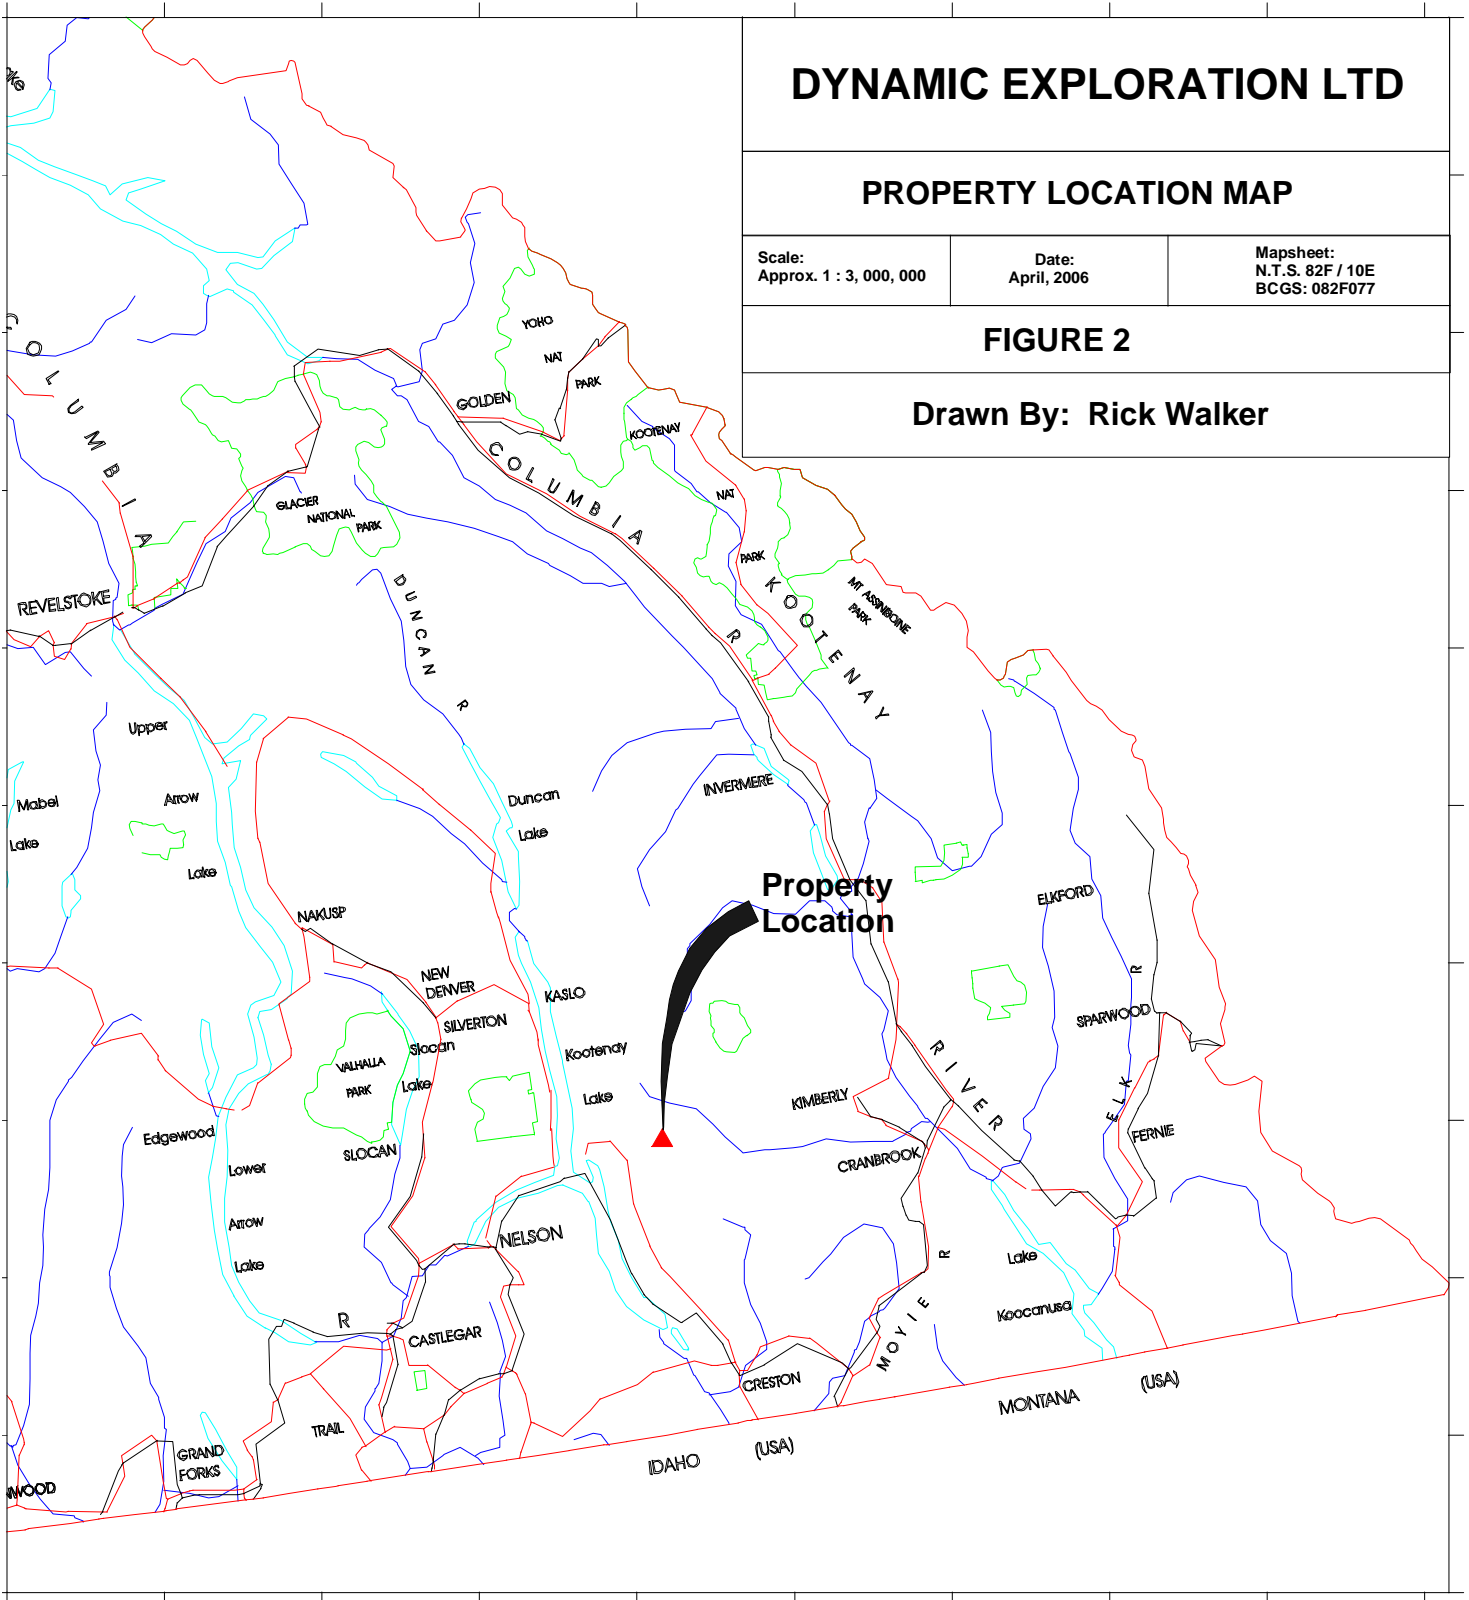 DYNAMIC EXPLORATION LTD
PROPERTY LOCATION MAP
Scale:
Approx. 1 : 3, 000, 000
Date:
April, 2006
Mapsheet:
N.T.S. 82F / 10E
BCGS: 082F077
FIGURE 2
Drawn By: Rick Walker
YOHO
NAT
PARK
COLUMBIA
GOLDEN
KOOTENAY
NAT
PARK
COLUMBIA
R
GLACIER
NATIONAL
PARK
KOOTENAY
MT ASSINIBOINE
PARK
REVELSTOKE
DUNCAN
R
Upper
Arrow
Lake
Mabel
Lake
Duncan
Lake
INVERMERE
Property
Location
ELKFORD
NAKUSP
NEW
DENVER
SILVERTON
KASLO
R
SPARWOOD
VALHALLA
PARK
Slocan
Lake
Kootenay
Lake
RIVER
KIMBERLY
ELK
FERNIE
Edgewood
SLOCAN
CRANBROOK
Lower
Arrow
Lake
NELSON
R
Lake
Koocanusa
R
CASTLEGAR
MOYIE
CRESTON
MONTANA
(USA)
TRAIL
GRAND
FORKS
IDAHO
(USA)